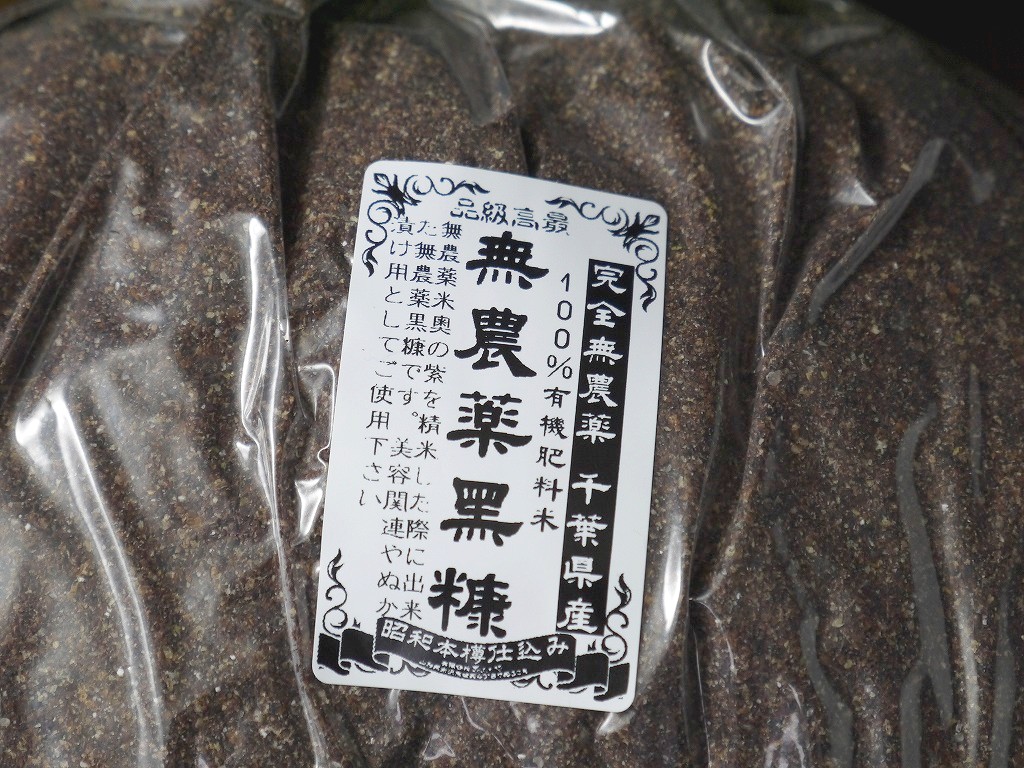 最高級品
完全無農薬 千葉県産
100%有機肥料米
無農薬黒糠
無農薬米奥の紫を精米した際に出来
た無農薬黒糠です。美容関連やぬか
漬け用としてご使用下さい
昭和本樽仕込み